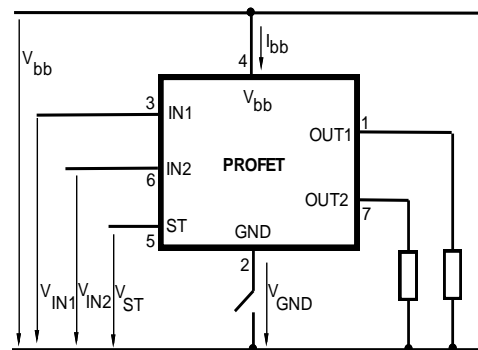 V_bb
I_bb
4
V_bb
3
IN1
1
OUT1
PROFET
6
IN2
OUT2
7
5
ST
GND
2
V_IN1
V_IN2
V_ST
V_GND